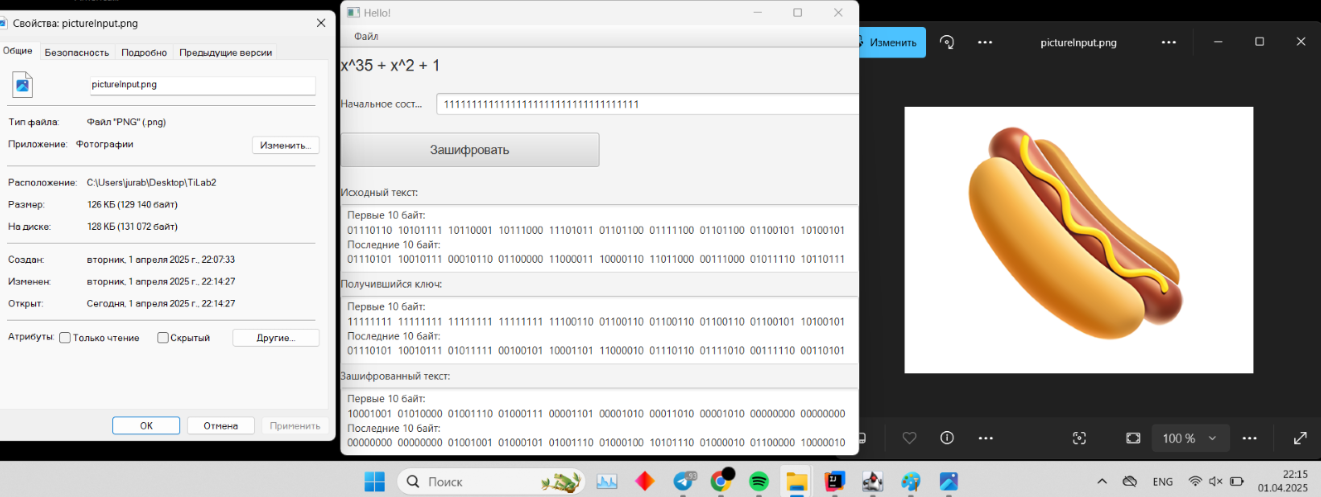 Свойства: pictureInput.png
Общие Безопасность Подробно Предыдущие версии
pictureInput.png
Тип файла: Файл "PNG" (.png)
Приложение: Фотографии Изменить...
Расположение: C:\Users\jurab\Desktop\TiLab2
Размер: 126 КБ (129 140 байт)
На диске: 128 КБ (131 072 байт)
Создан: вторник, 1 апреля 2025 г., 22:07:33
Изменен: вторник, 1 апреля 2025 г., 22:14:27
Открыт: Сегодня, 1 апреля 2025 г., 22:14:27
Атрибуты: Только чтение Скрытый Другие...
ОК Отмена Применить
Hello!
Файл
x^35 + x^2 + 1
Начальное сост... 11111111111111111111111111111111111
Зашифровать
Исходный текст:
Первые 10 байт:
01110110 10101111 10110001 10111000 11101011 01101100 01111100 01101100 01100101 10100101
Последние 10 байт:
01110101 10010111 00010110 01100000 11000011 10000110 11011000 00111000 01011110 10110111
Получившийся ключ:
Первые 10 байт:
11111111 11111111 11111111 11111111 11100110 01100110 01100110 01100110 01100101 10100101
Последние 10 байт:
01110101 10010111 01011111 00100101 10001101 11000010 01110110 01111010 00111110 00110101
Зашифрованный текст:
Первые 10 байт:
10001001 01010000 01001110 01000111 00001101 00001010 00011010 00001010 00000000 00000000
Последние 10 байт:
00000000 00000000 01001001 01000101 01001110 01000100 10101110 01000010 01100000 10000010
Изменить
pictureInput.png
100 %
Поиск
ENG
22:15
01.04.2025